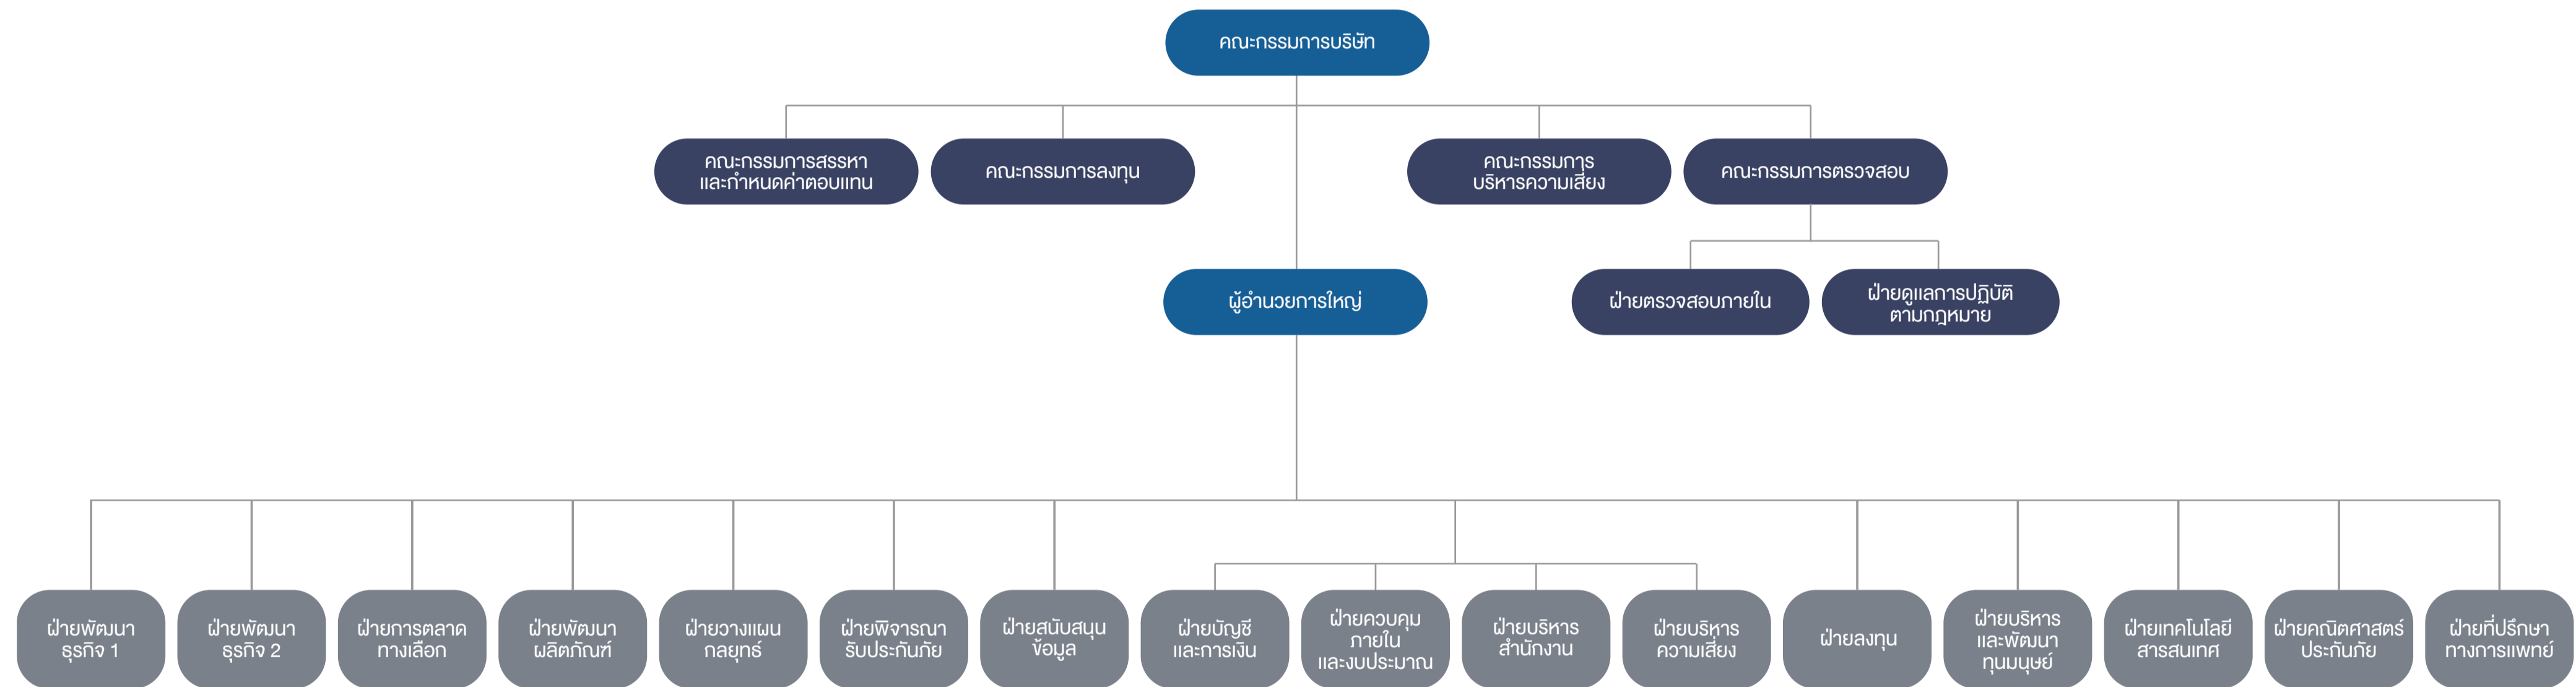 คณะกรรมการบริษัท
คณะกรรมการสรรหา
และกำหนดค่าตอบแทน
คณะกรรมการลงทุน
คณะกรรมการ
บริหารความเสี่ยง
คณะกรรมการตรวจสอบ
ผู้อำนวยการใหญ่
ฝ่ายตรวจสอบภายใน
ฝ่ายดูแลการปฏิบัติ
ตามกฎหมาย
ฝ่ายพัฒนา
ธุรกิจ 1
ฝ่ายพัฒนา
ธุรกิจ 2
ฝ่ายการตลาด
ทางเลือก
ฝ่ายพัฒนา
ผลิตภัณฑ์
ฝ่ายวางแผน
กลยุทธ์
ฝ่ายพิจารณา
รับประกันภัย
ฝ่ายสนับสนุน
ข้อมูล
ฝ่ายบัญชี
และการเงิน
ฝ่ายควบคุม
ภายใน
และงบประมาณ
ฝ่ายบริหาร
สำนักงาน
ฝ่ายบริหาร
ความเสี่ยง
ฝ่ายลงทุน
ฝ่ายบริหาร
และพัฒนา
ทุนมนุษย์
ฝ่ายเทคโนโลยี
สารสนเทศ
ฝ่ายคณิตศาสตร์
ประกันภัย
ฝ่ายที่ปรึกษา
ทางการแพทย์